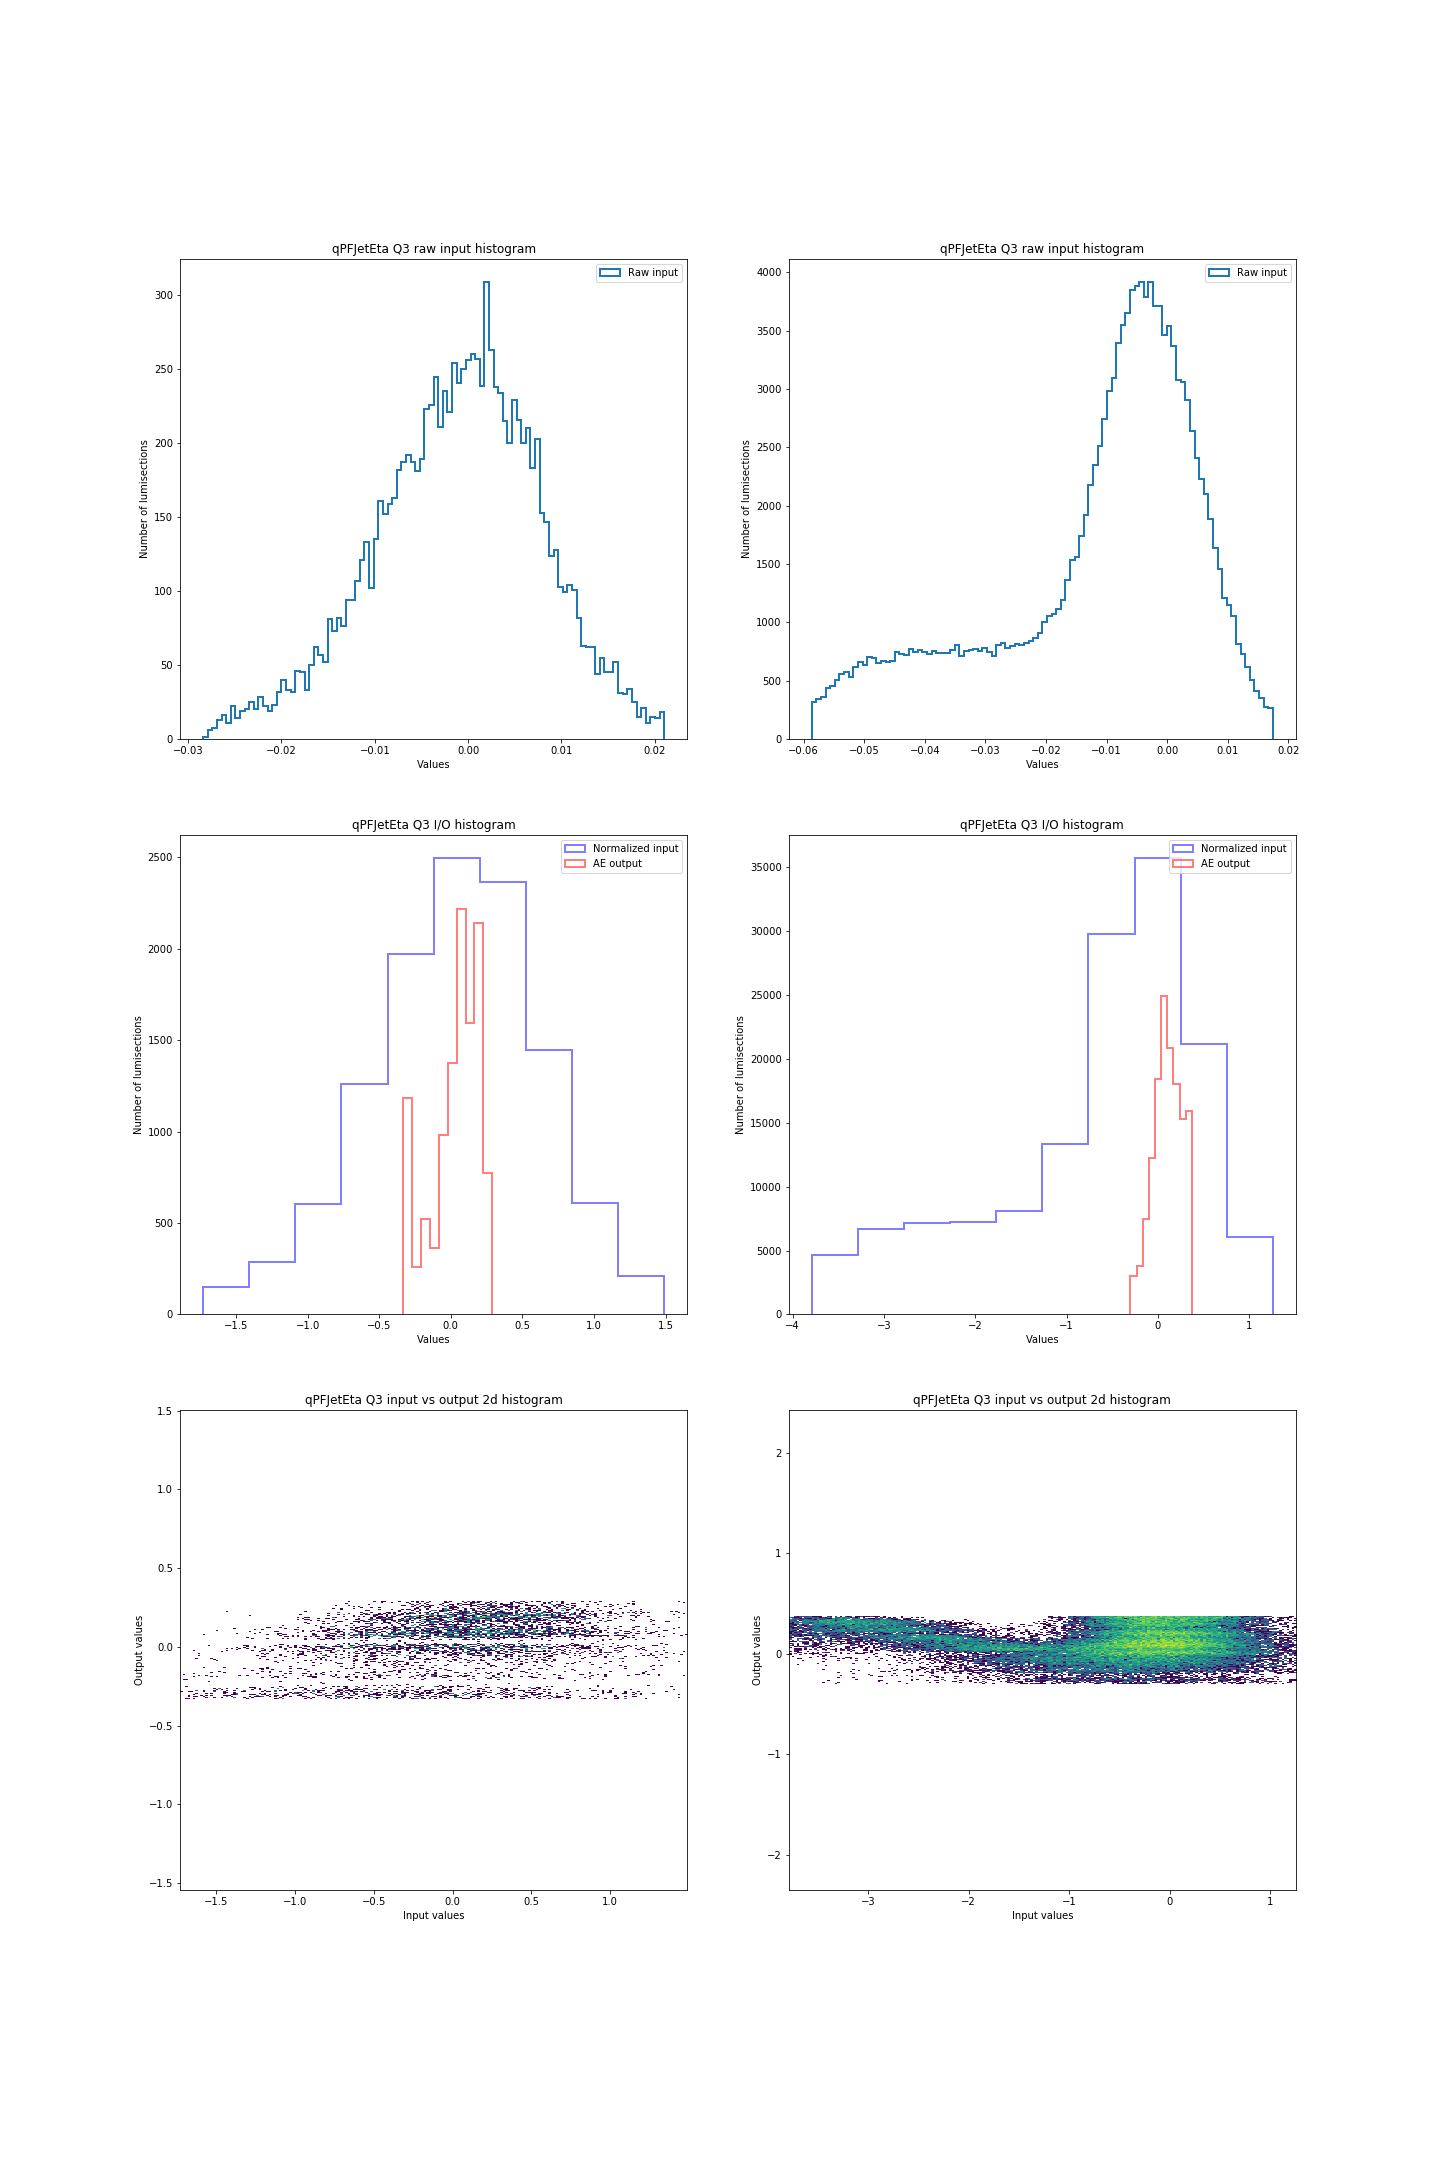 qPFJetEta Q3 raw input histogram
Raw input
Number of lumisections
300
250
200
150
100
50
0
−0.03 −0.02 −0.01 0.00 0.01 0.02
Values
qPFJetEta Q3 raw input histogram
Raw input
Number of lumisections
4000
3500
3000
2500
2000
1500
1000
500
0
−0.06 −0.05 −0.04 −0.03 −0.02 −0.01 0.00 0.01 0.02
Values
qPFJetEta Q3 I/O histogram
Normalized input
AE output
Number of lumisections
2500
2000
1500
1000
500
0
−1.5 −1.0 −0.5 0.0 0.5 1.0 1.5
Values
qPFJetEta Q3 I/O histogram
Normalized input
AE output
Number of lumisections
35000
30000
25000
20000
15000
10000
5000
0
−4 −3 −2 −1 0 1
Values
qPFJetEta Q3 input vs output 2d histogram
Output values
1.5
1.0
0.5
0.0
−0.5
−1.0
−1.5
−1.5 −1.0 −0.5 0.0 0.5 1.0
Input values
qPFJetEta Q3 input vs output 2d histogram
Output values
2
1
0
−1
−2
−3 −2 −1 0 1
Input values